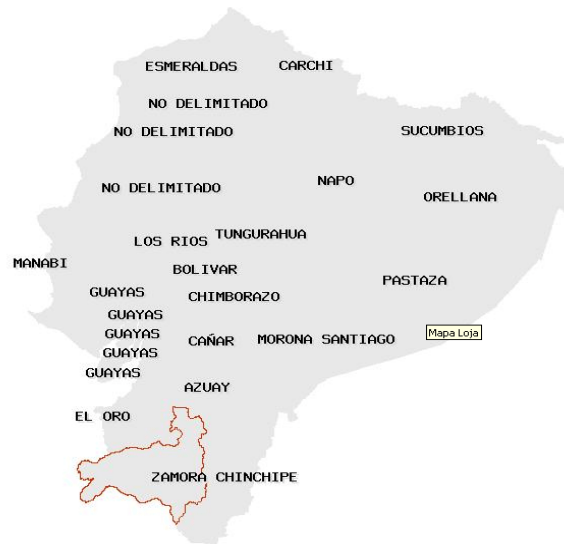 ESMERALDAS
CARCHI
NO DELIMITADO
NO DELIMITADO
SUCUMBIOS
NO DELIMITADO
NAPO
ORELLANA
LOS RIOS
TUNGURAHUA
MANABI
BOLIVAR
PASTAZA
GUAYAS
CHIMBORAZO
GUAYAS
GUAYAS
CAÑAR
MORONA SANTIAGO
Mapa Loja
GUAYAS
GUAYAS
AZUAY
EL ORO
ZAMORA CHINCHIPE